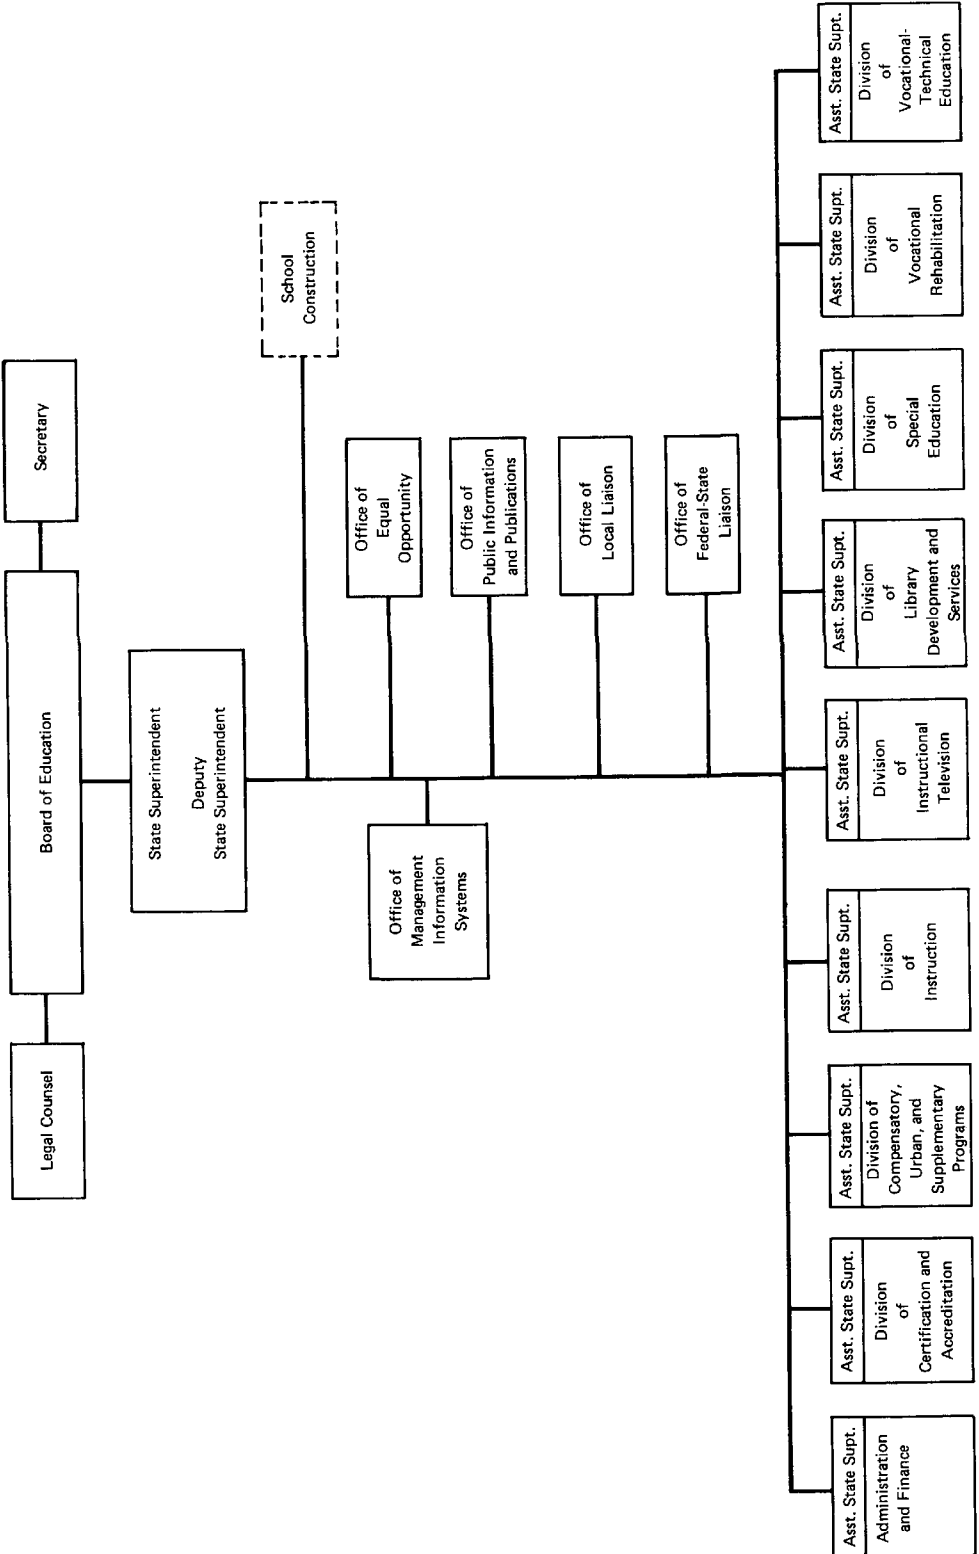 Legal Counsel
Board of Education
Secretary
State Superintendent
Deputy
State Superintendent
School
Construction
Office of
Equal
Opportunity
Office of
Management
Information
Systems
Office of
Public Information
and Publications
Office of
Local Liaison
Office of
Federal-State
Liaison
Asst. State Supt.
Administration
and Finance
Asst. State Supt.
Division
of
Certification and
Accreditation
Asst. State Supt.
Division of
Compensatory,
Urban, and
Supplementary
Programs
Asst. State Supt.
Division
of
Instruction
Asst. State Supt.
Division
of
Instructional
Television
Asst. State Supt.
Division
of
Library
Development and
Services
Asst. State Supt.
Division
of
Special
Education
Asst. State Supt.
Division
of
Vocational
Rehabilitation
Asst. State Supt.
Division
of
Vocational-
Technical
Education